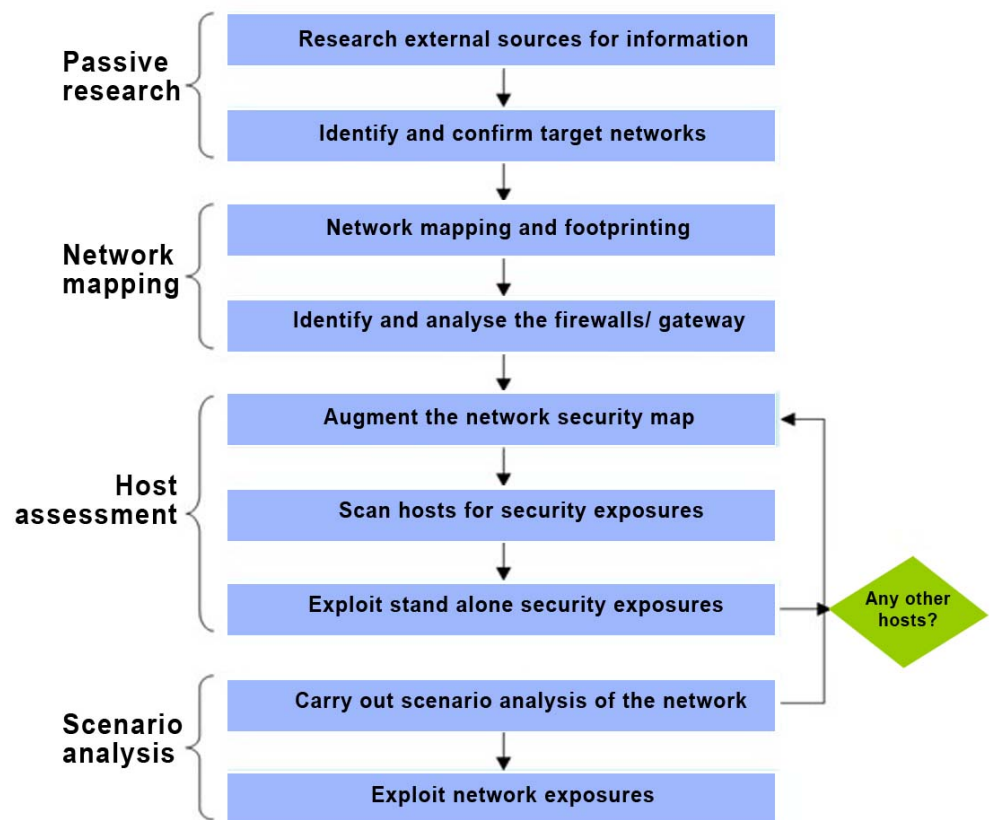 Passive
research
Research external sources for information
Identify and confirm target networks
Network
mapping
Network mapping and footprinting
Identify and analyse the firewalls/ gateway
Host
assessment
Augment the network security map
Scan hosts for security exposures
Exploit stand alone security exposures
Any other
hosts?
Scenario
analysis
Carry out scenario analysis of the network
Exploit network exposures